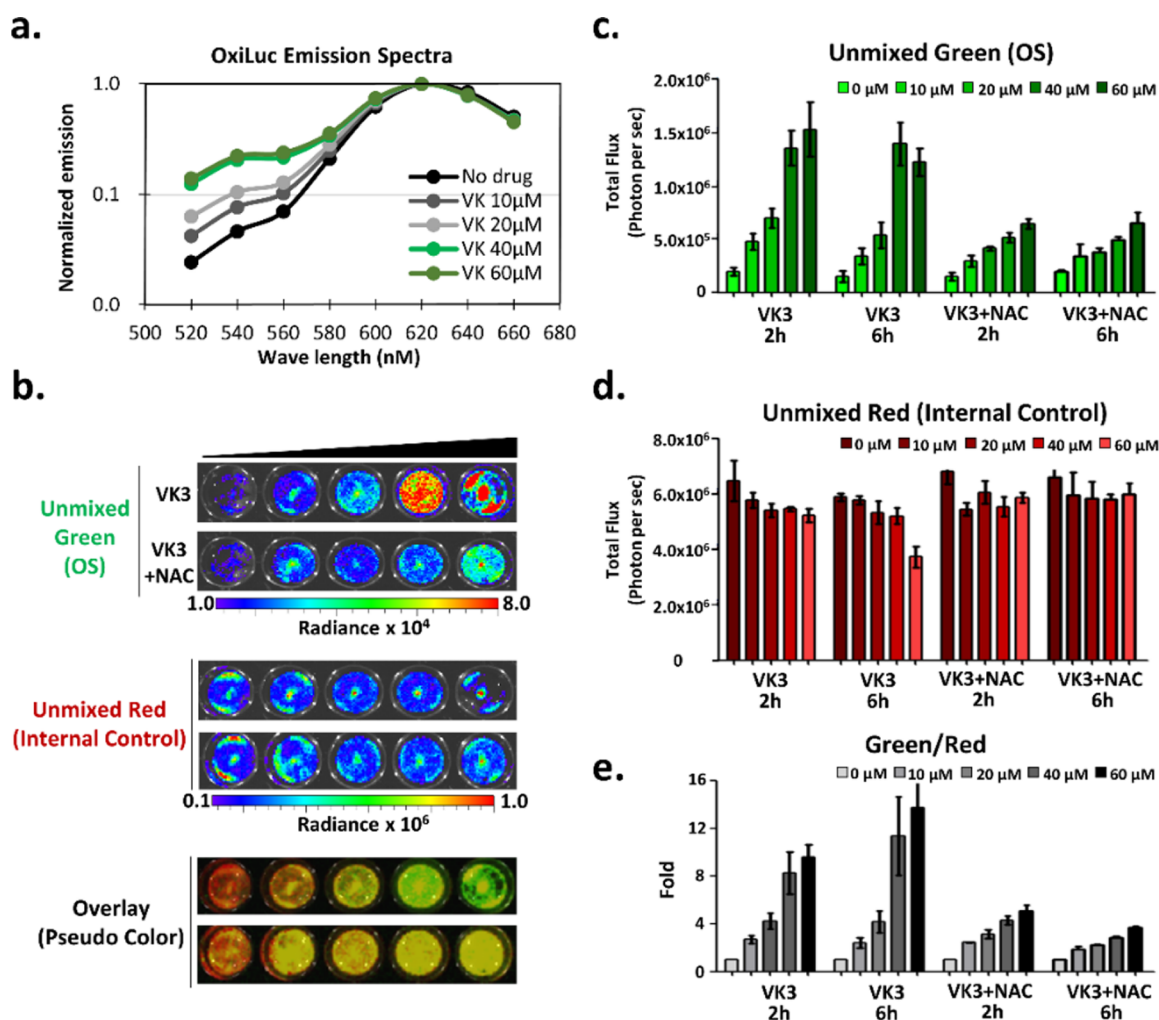 a.
OxiLuc Emission Spectra
Normalized emission
1.0
0.1
0.0
No drug
VK 10µM
VK 20µM
VK 40µM
VK 60µM
500 520 540 560 580 600 620 640 660 680
Wave length (nM)
b.
Unmixed
Green
(OS)
VK3
VK3
+NAC
1.0 8.0
Radiance x 10⁴
Unmixed Red
(Internal Control)
0.1 1.0
Radiance x 10⁶
Overlay
(Pseudo Color)
c.
Unmixed Green (OS)
Total Flux
(Photon per sec)
2.0x10⁶
1.5x10⁶
1.0x10⁶
5.0x10⁵
0
0 µM 10 µM 20 µM 40 µM 60 µM
VK3 VK3 VK3+NAC VK3+NAC
2h 6h 2h 6h
d.
Unmixed Red (Internal Control)
Total Flux
(Photon per sec)
8.0x10⁶
6.0x10⁶
4.0x10⁶
2.0x10⁶
0
0 µM 10 µM 20 µM 40 µM 60 µM
VK3 VK3 VK3+NAC VK3+NAC
2h 6h 2h 6h
e.
Green/Red
Fold
16
12
8
4
0
0 µM 10 µM 20 µM 40 µM 60 µM
VK3 VK3 VK3+NAC VK3+NAC
2h 6h 2h 6h